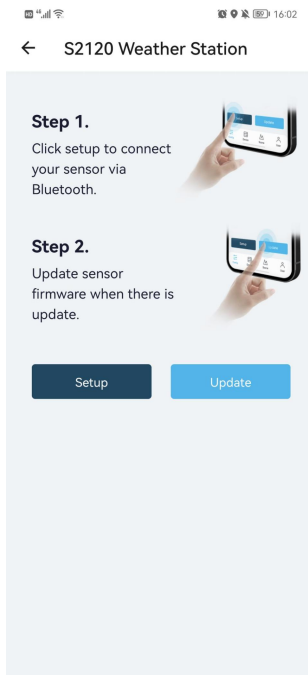 16:02
S2120 Weather Station
Step 1.
Click setup to connect
your sensor via
Bluetooth.
Step 2.
Update sensor
firmware when there is
update.
Setup
Update